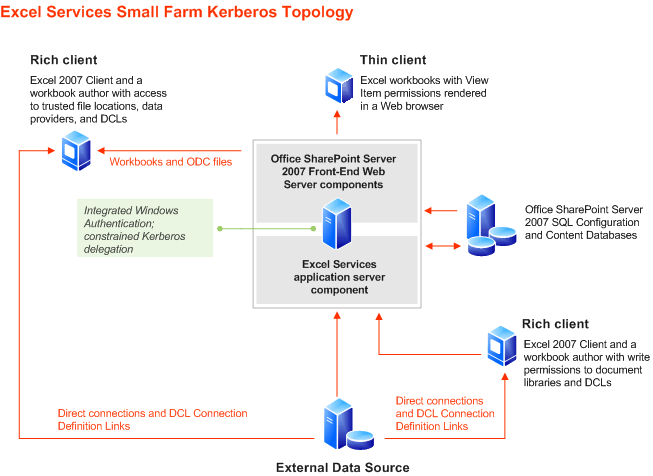 Excel Services Small Farm Kerberos Topology
Rich client
Excel 2007 Client and a
workbook author with access
to trusted file locations, data
providers, and DCLs
Thin client
Excel workbooks with View
Item permissions rendered
in a Web browser
Workbooks and ODC files
Office SharePoint Server
2007 Front-End Web
Server components
Integrated Windows
Authentication;
constrained Kerberos
delegation
Office SharePoint Server
2007 SQL Configuration
and Content Databases
Excel Services
application server
component
Rich client
Excel 2007 Client and a
workbook author with write
permissions to document
libraries and DCLs
Direct connections and DCL Connection
Definition Links
Direct connections
and DCL Connection
Definition Links
External Data Source